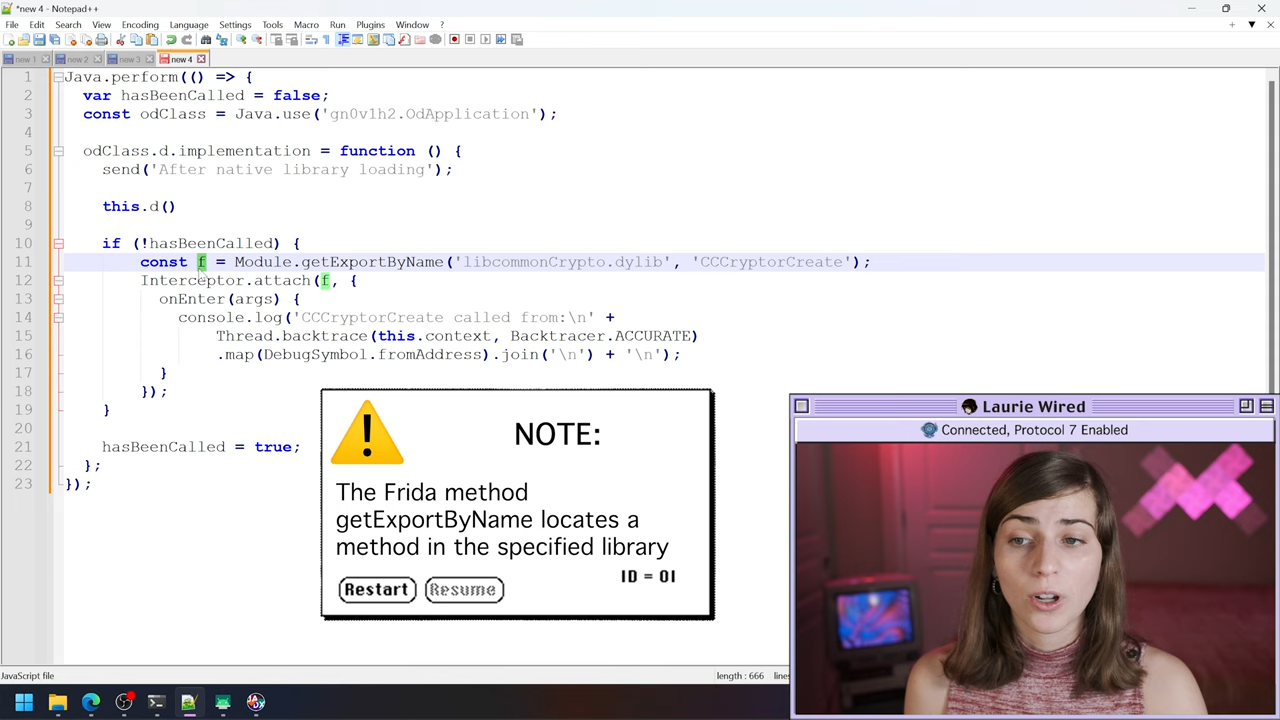 *new 4 - Notepad++
File Edit Search View Encoding Language Settings Tools Macro Run Plugins Window ?
new 1 new 2 new 3 new 4
1 Java.perform(() => {
2 var hasBeenCalled = false;
3 const odClass = Java.use('gn0v1h2.OdApplication');
4
5 odClass.d.implementation = function () {
6 send('After native library loading');
7
8 this.d()
9
10 if (!hasBeenCalled) {
11 const f = Module.getExportByName('libcommonCrypto.dylib', 'CCCryptorCreate');
12 Interceptor.attach(f, {
13 onEnter(args) {
14 console.log('CCCryptorCreate called from:\n' +
15 Thread.backtrace(this.context, Backtracer.ACCURATE)
16 .map(DebugSymbol.fromAddress).join('\n') + '\n');
17 }
18 });
19 }
20
21 hasBeenCalled = true;
22 };
23 });
NOTE:
The Frida method
getExportByName locates a
method in the specified library
ID = 01
Restart Resume
Laurie Wired
Connected, Protocol 7 Enabled
JavaScript file length : 666 lines